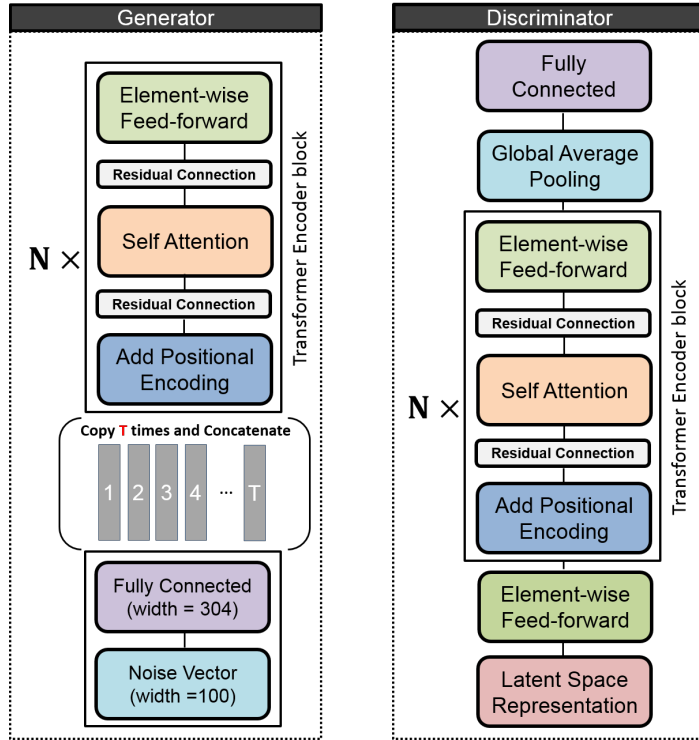 Generator
Element-wise
Feed-forward
Residual Connection
Self Attention
Residual Connection
Add Positional
Encoding
N ×
Transformer Encoder block
Copy T times and Concatenate
1 2 3 4 ... T
Fully Connected
(width = 304)
Noise Vector
(width =100)
Discriminator
Fully
Connected
Global Average
Pooling
Element-wise
Feed-forward
Residual Connection
Self Attention
Residual Connection
Add Positional
Encoding
N ×
Transformer Encoder block
Element-wise
Feed-forward
Latent Space
Representation